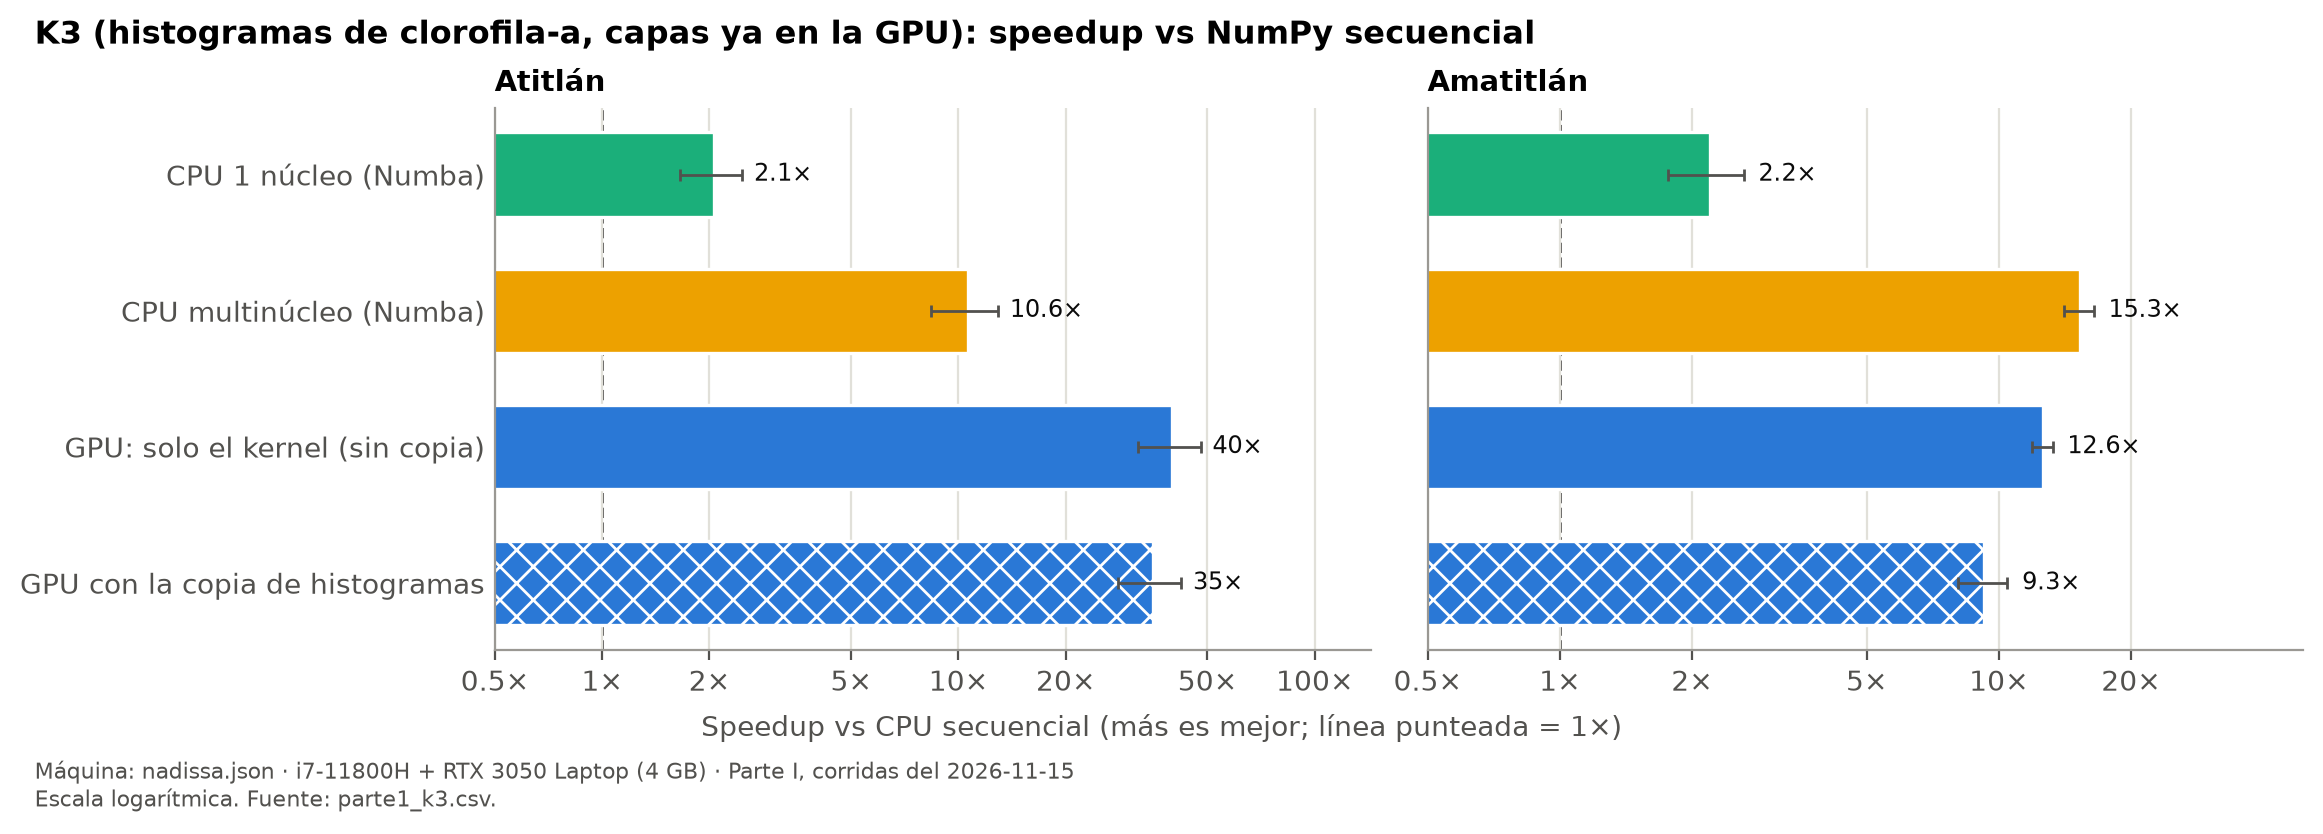 K3 (histogramas de clorofila-a, capas ya en la GPU): speedup vs NumPy secuencial
Atitlán
Amatitlán
CPU 1 núcleo (Numba)
2.1×
2.2×
CPU multinúcleo (Numba)
10.6×
15.3×
GPU: solo el kernel (sin copia)
40×
12.6×
GPU con la copia de histogramas
35×
9.3×
0.5× 1× 2× 5× 10× 20× 50× 100×
0.5× 1× 2× 5× 10× 20×
Speedup vs CPU secuencial (más es mejor; línea punteada = 1×)
Máquina: nadissa.json · i7-11800H + RTX 3050 Laptop (4 GB) · Parte I, corridas del 2026-11-15
Escala logarítmica. Fuente: parte1_k3.csv.